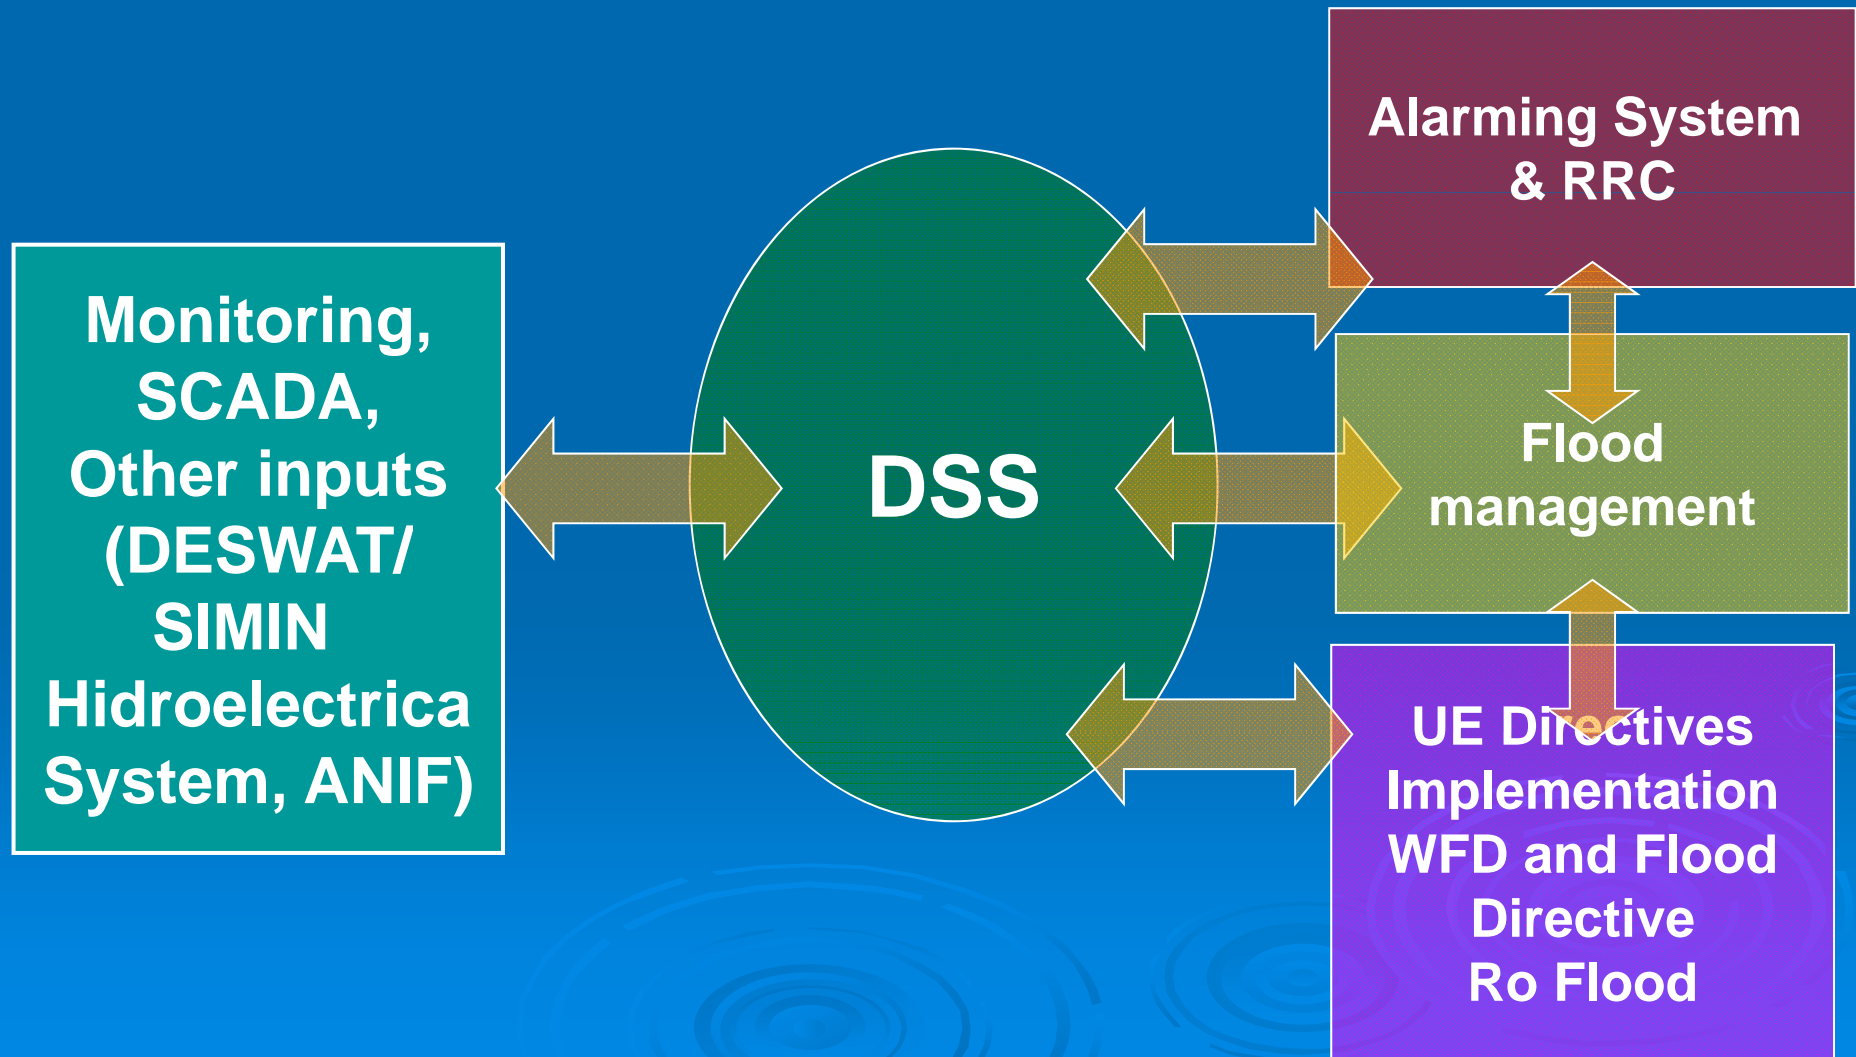 Monitoring,
SCADA,
Other inputs
(DESWAT/
SIMIN
Hidroelectrica
System, ANIF)
DSS
Alarming System
& RRC
Flood
management
UE Directives
Implementation
WFD and Flood
Directive
Ro Flood